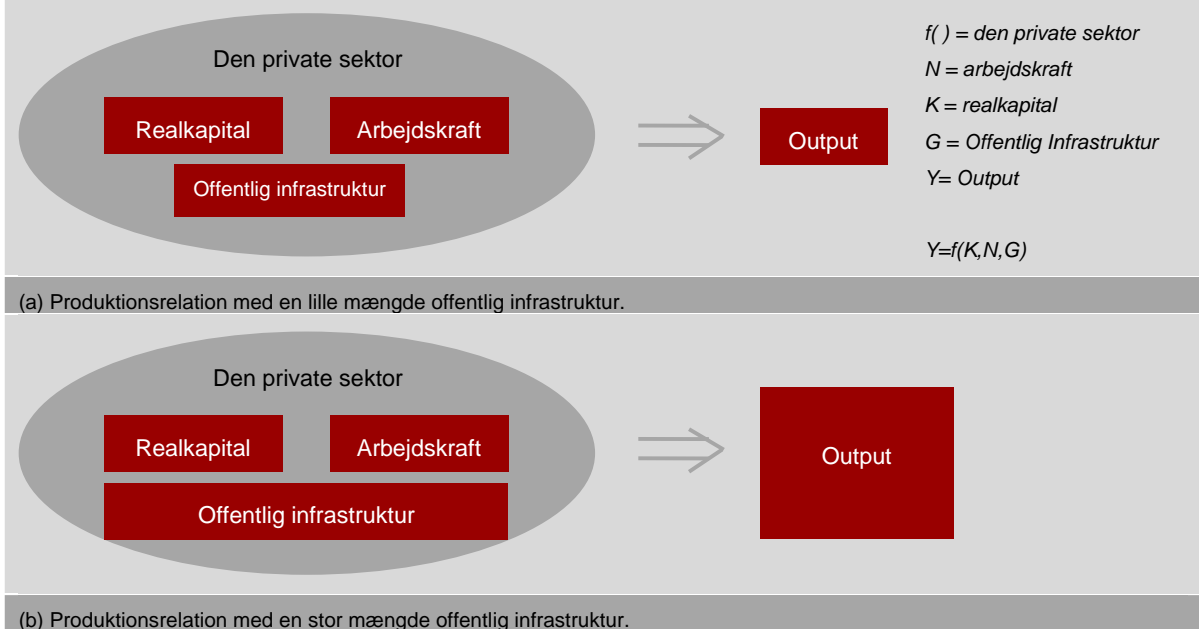 Den private sektor
Realkapital
Arbejdskraft
Offentlig infrastruktur
Output
f( ) = den private sektor
N = arbejdskraft
K = realkapital
G = Offentlig Infrastruktur
Y= Output
Y=f(K,N,G)
(a) Produktionsrelation med en lille mængde offentlig infrastruktur.
Den private sektor
Realkapital
Arbejdskraft
Offentlig infrastruktur
Output
(b) Produktionsrelation med en stor mængde offentlig infrastruktur.